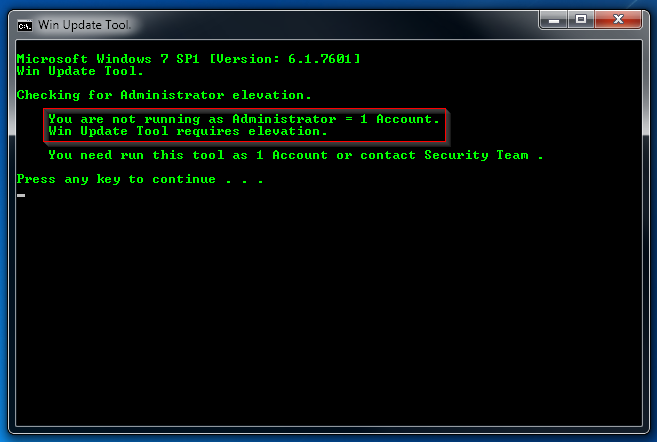 Win Update Tool.
Microsoft Windows 7 SP1 [Version: 6.1.7601]
Win Update Tool.
Checking for Administrator elevation.
You are not running as Administrator = 1 Account.
Win Update Tool requires elevation.
You need run this tool as 1 Account or contact Security Team .
Press any key to continue . . .